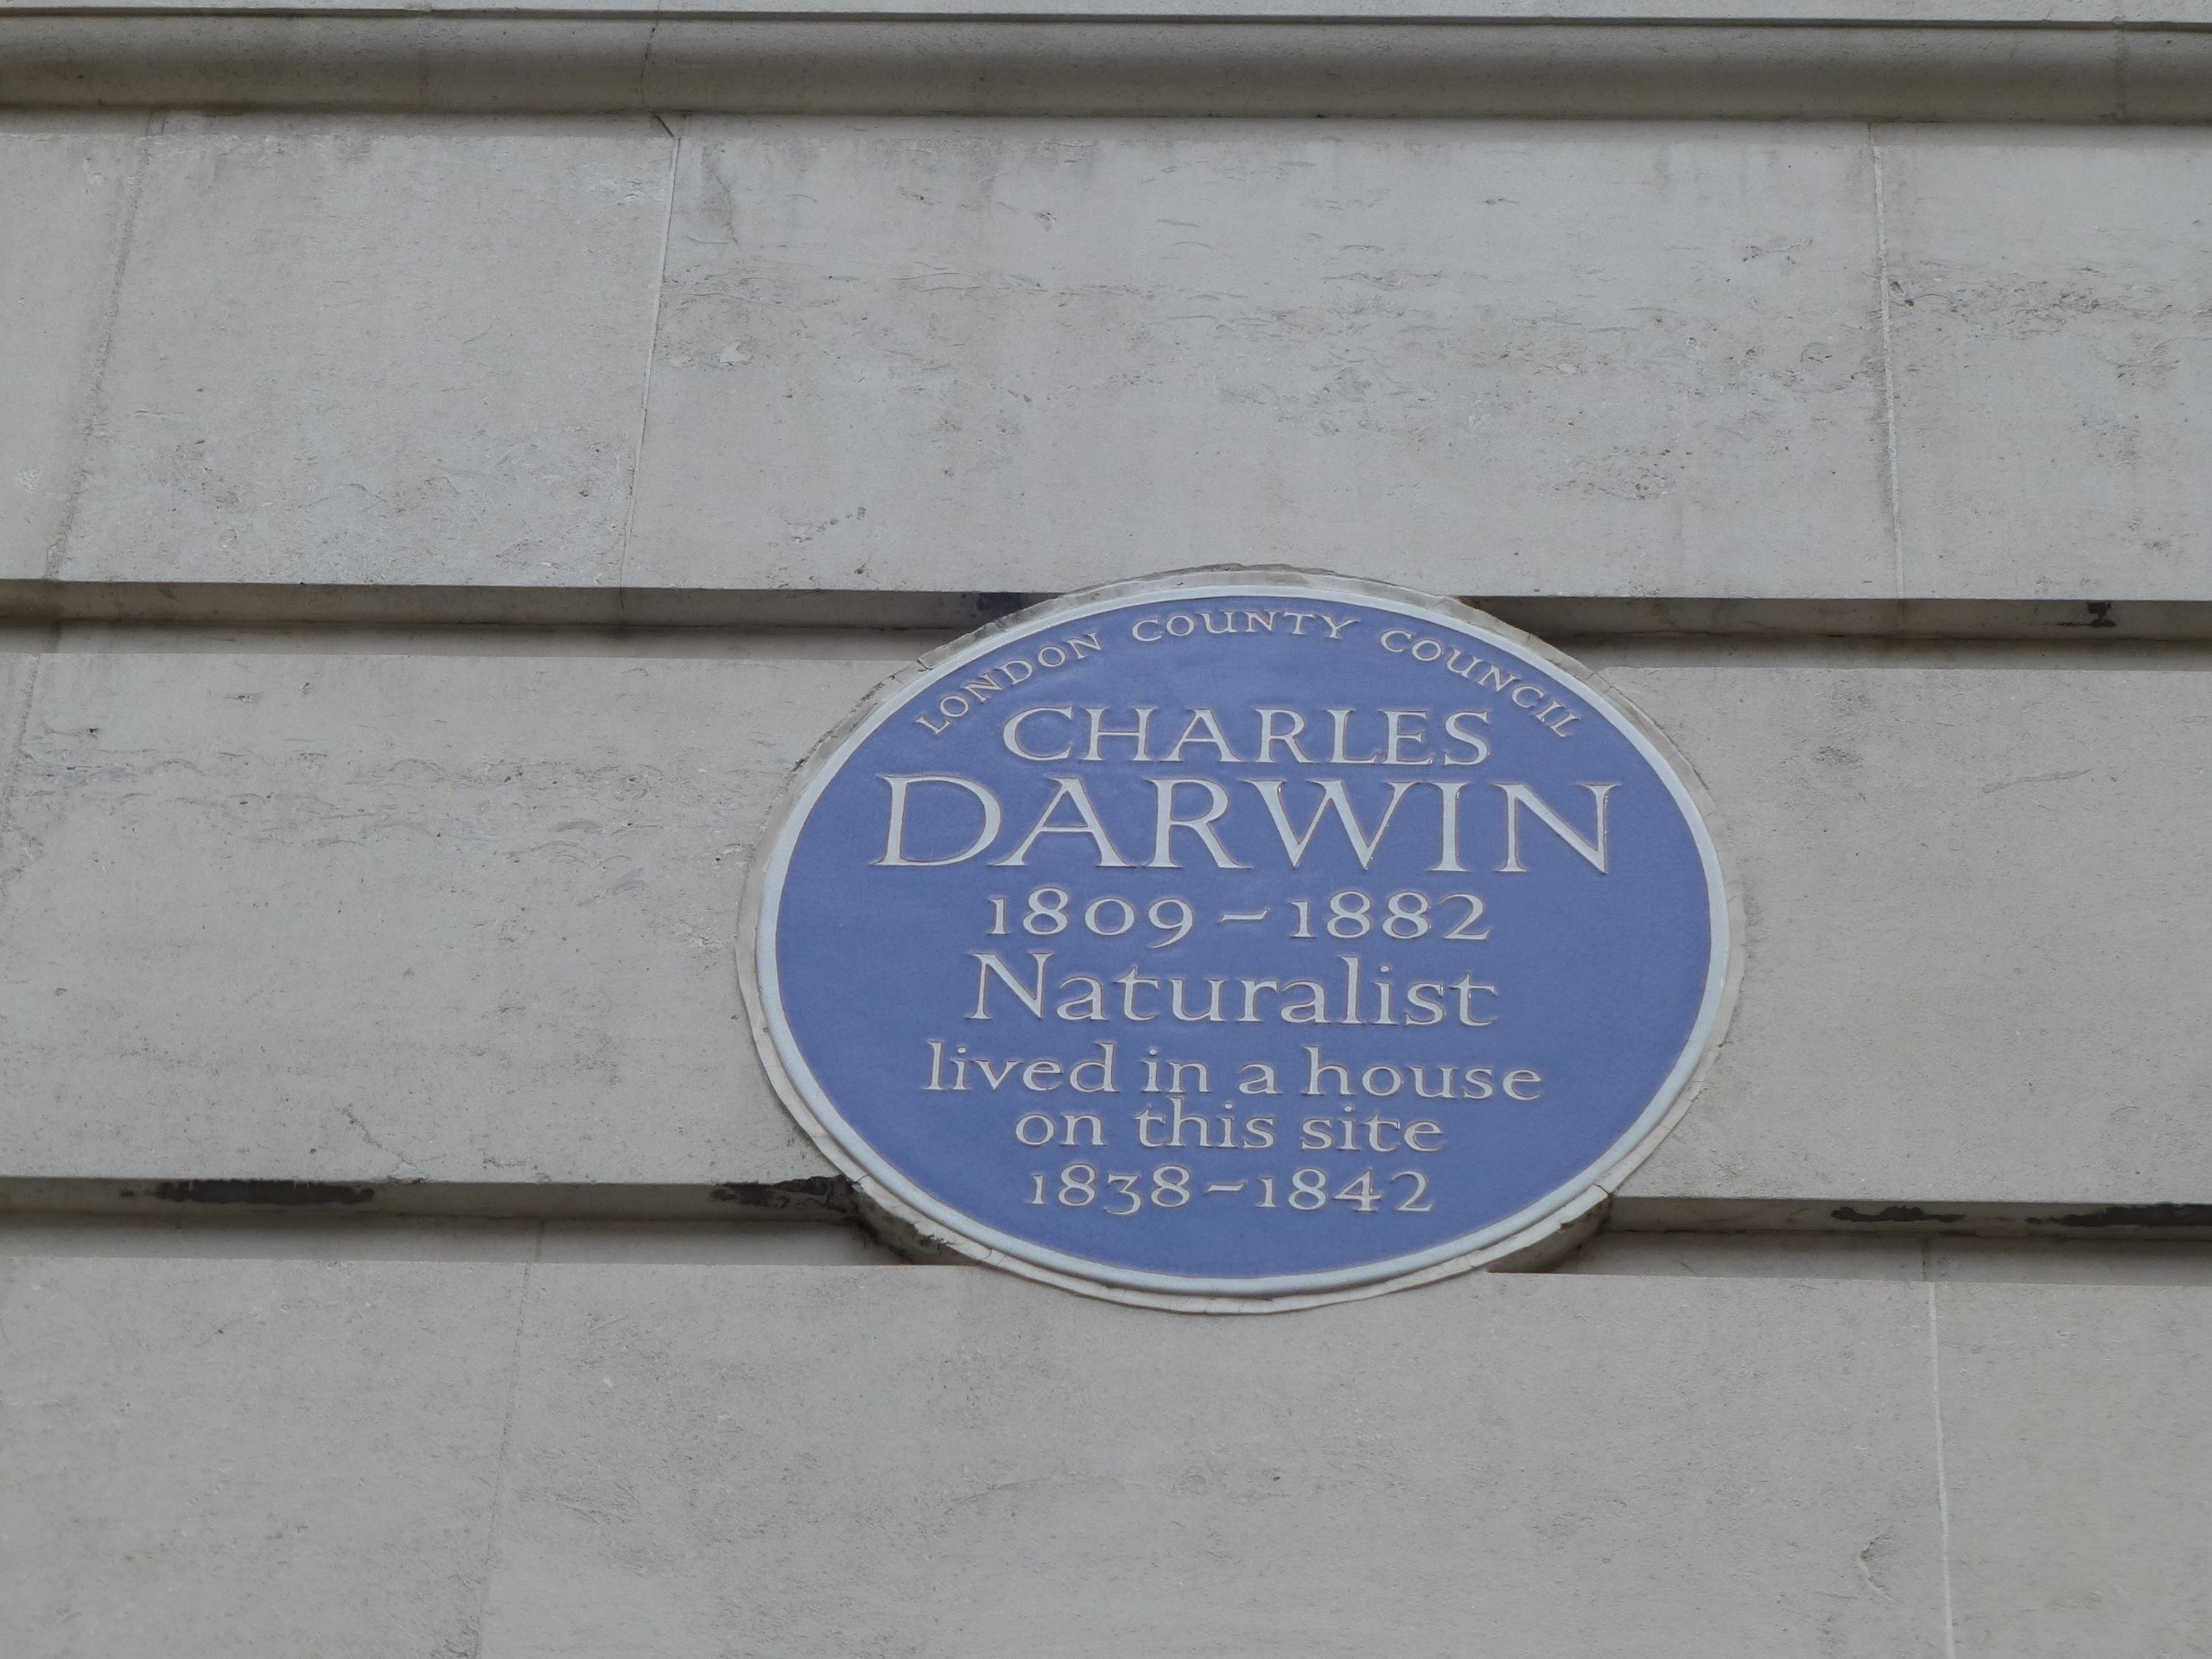 LONDON COUNTY COUNCIL
CHARLES
DARWIN
1809 – 1882
Naturalist
lived in a house
on this site
1838 – 1842